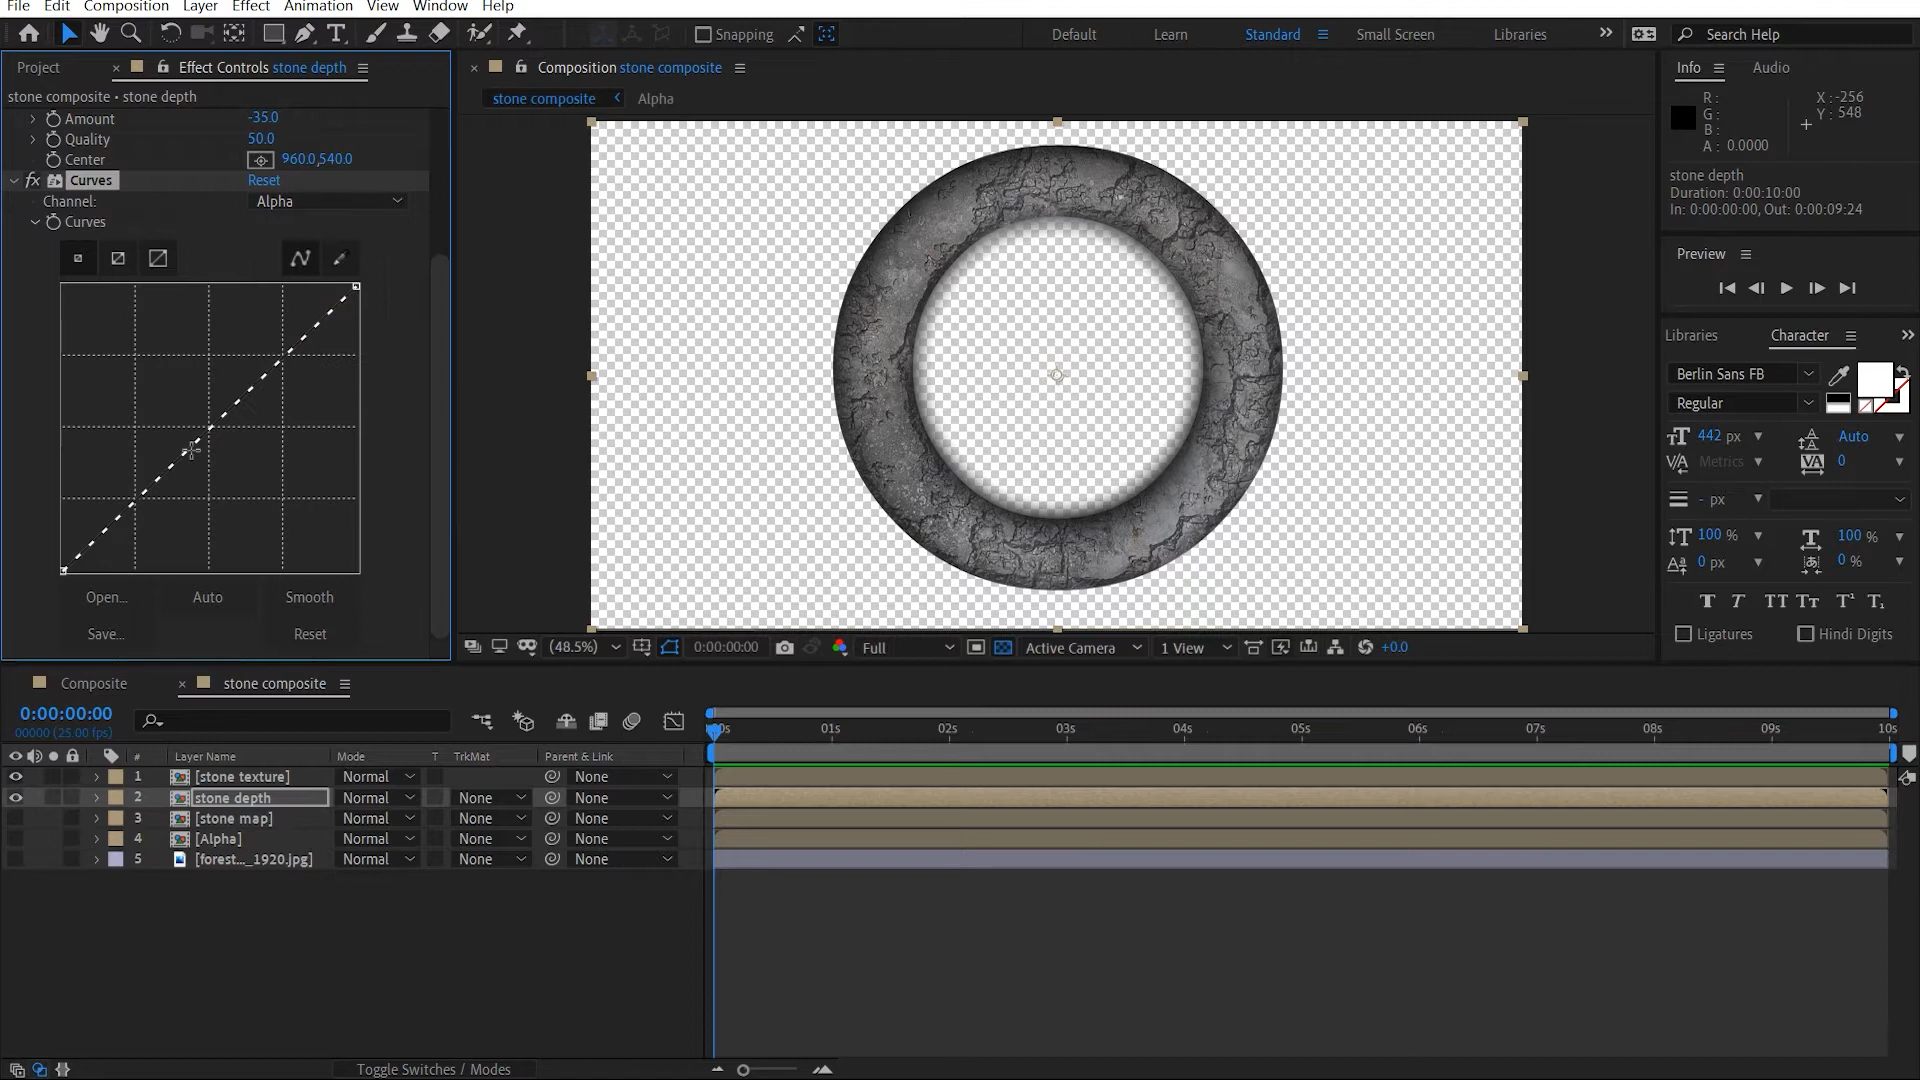 File Edit Composition Layer Effect Animation View Window Help
Snapping Default Learn Standard Small Screen Libraries Search Help
Project Effect Controls stone depth
Composition stone composite
Info Audio
stone composite • stone depth
stone composite Alpha
R : X : -256
G : Y : 548
B :
A : 0.0000
Amount -35.0
Quality 50.0
Center 960.0,540.0
fx Curves Reset
Channel: Alpha
Curves
stone depth
Duration: 0:00:10:00
In: 0:00:00:00, Out: 0:00:09:24
Preview
Libraries Character
Berlin Sans FB
Regular
442 px Auto
Metrics 0
- px
100 % 100 %
0 px 0 %
T T TT Tr T¹ T₁
Ligatures Hindi Digits
Open... Auto Smooth
Save... Reset
(48.5%) 0:00:00:00 Full Active Camera 1 View +0.0
Composite stone composite
0:00:00:00
00000 (25.00 fps)
01s 02s 03s 04s 05s 06s 07s 08s 09s 10s
# Layer Name Mode T TrkMat Parent & Link
1 [stone texture] Normal None
2 stone depth Normal None None
3 [stone map] Normal None None
4 [Alpha] Normal None None
5 [forest..._1920.jpg] Normal None None
Toggle Switches / Modes